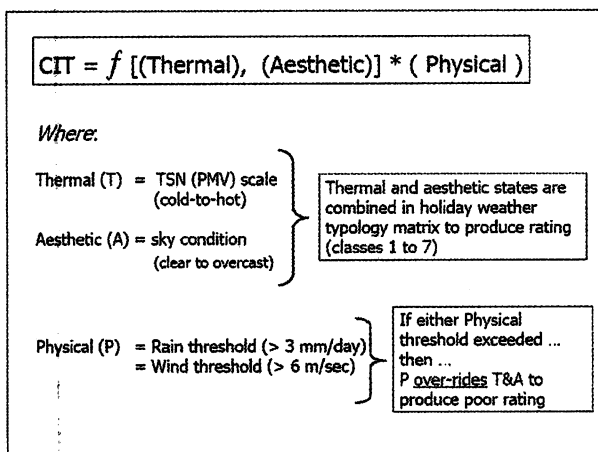 CIT = f [(Thermal), (Aesthetic)] * ( Physical )
Where:
Thermal (T) = TSN (PMV) scale
(cold-to-hot)
Aesthetic (A) = sky condition
(clear to overcast)
Thermal and aesthetic states are
combined in holiday weather
typology matrix to produce rating
(classes 1 to 7)
Physical (P) = Rain threshold (> 3 mm/day)
= Wind threshold (> 6 m/sec)
If either Physical
threshold exceeded ...
then ...
P over-rides T&A to
produce poor rating